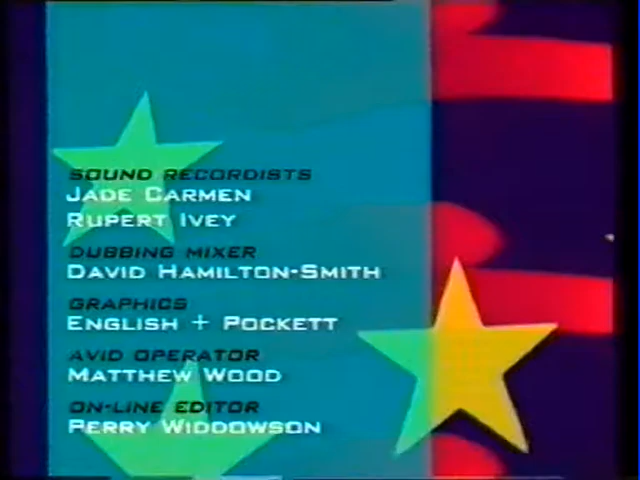 SOUND RECORDISTS
JADE CARMEN
RUPERT IVEY
DUBBING MIXER
DAVID HAMILTON-SMITH
GRAPHICS
ENGLISH + POCKETT
AVID OPERATOR
MATTHEW WOOD
ON-LINE EDITOR
PERRY WIDDOWSON